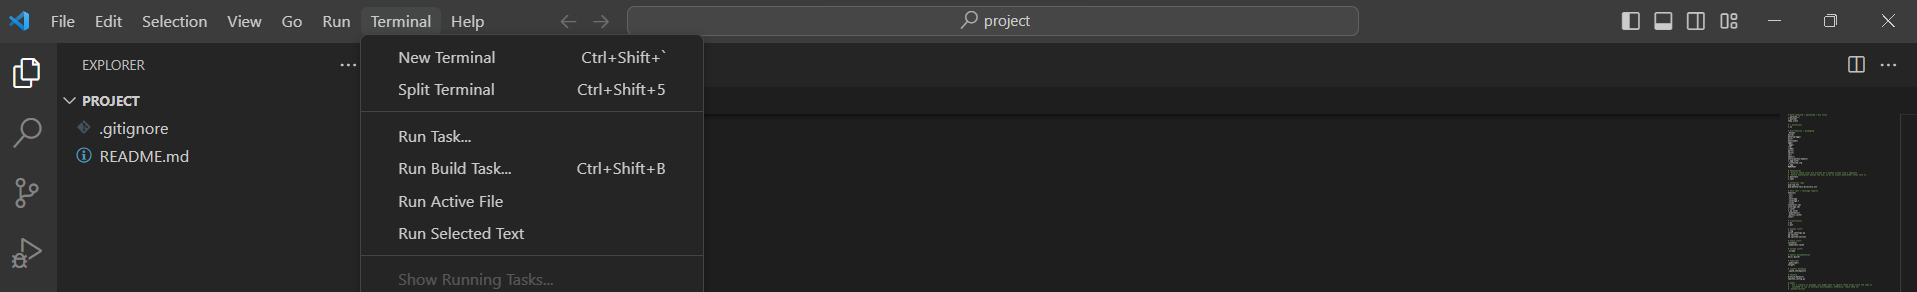 File Edit Selection View Go Run Terminal Help
project
EXPLORER
PROJECT
.gitignore
README.md
New Terminal Ctrl+Shift+`
Split Terminal Ctrl+Shift+5
Run Task...
Run Build Task... Ctrl+Shift+B
Run Active File
Run Selected Text
Show Running Tasks...